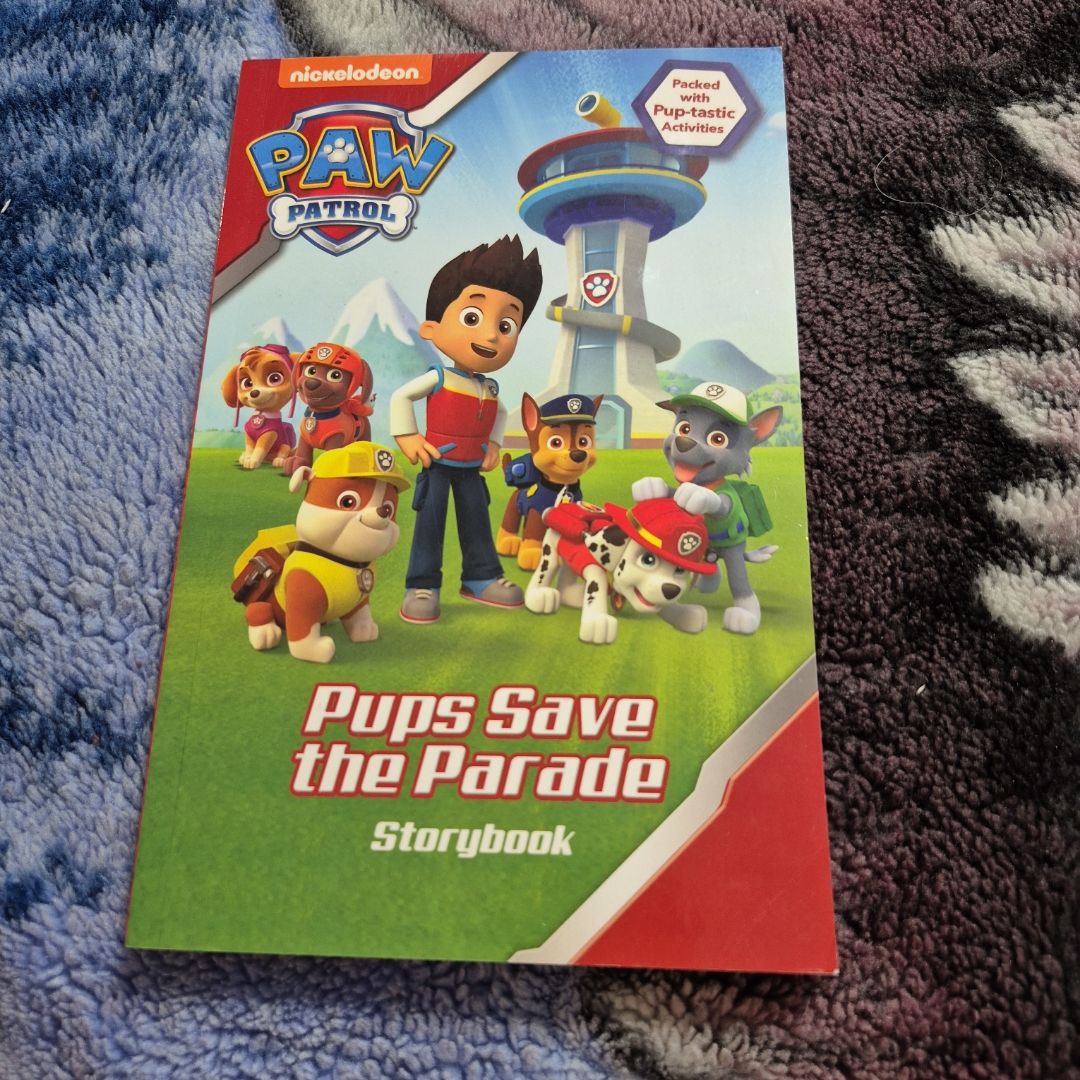 nickelodeon
PAW
PATROL
Packed
with
Pup-tastic
Activities
Pups Save
the Parade
Storybook